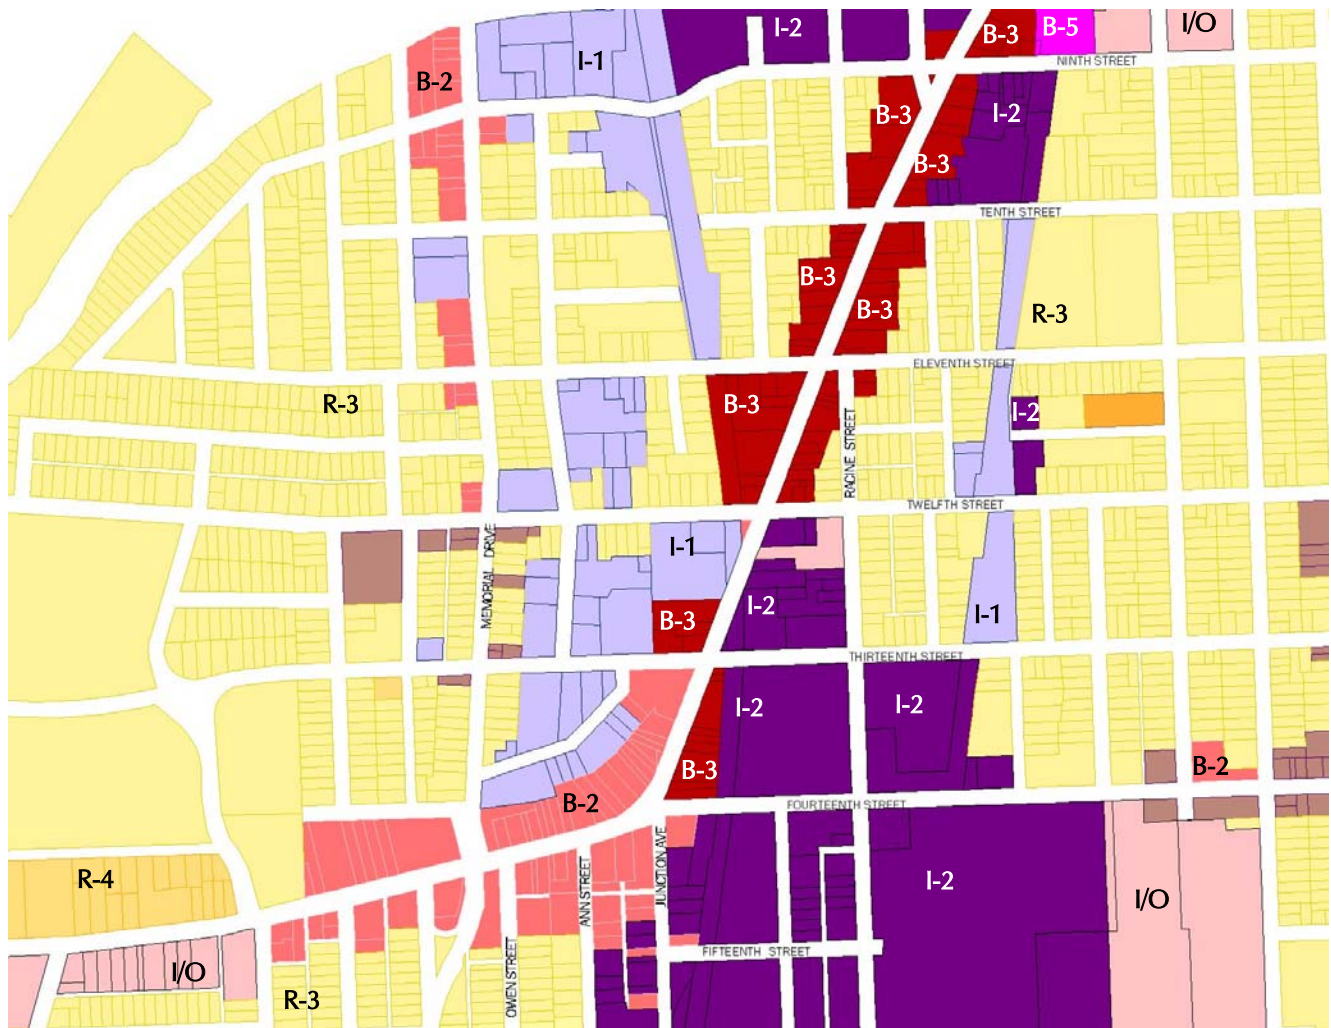 I-2
B-3
B-5
I/O
I-1
NINTH STREET
B-2
B-3
I-2
B-3
TENTH STREET
B-3
B-3
R-3
ELEVENTH STREET
R-3
B-3
I-2
RACINE STREET
TWELFTH STREET
MEMORIAL DRIVE
I-1
I-2
B-3
I-1
THIRTEENTH STREET
I-2
I-2
B-3
B-2
B-2
FOURTEENTH STREET
JUNCTION AVE
ANN STREET
R-4
I-2
I/O
OWEN STREET
FIFTEENTH STREET
I/O
R-3